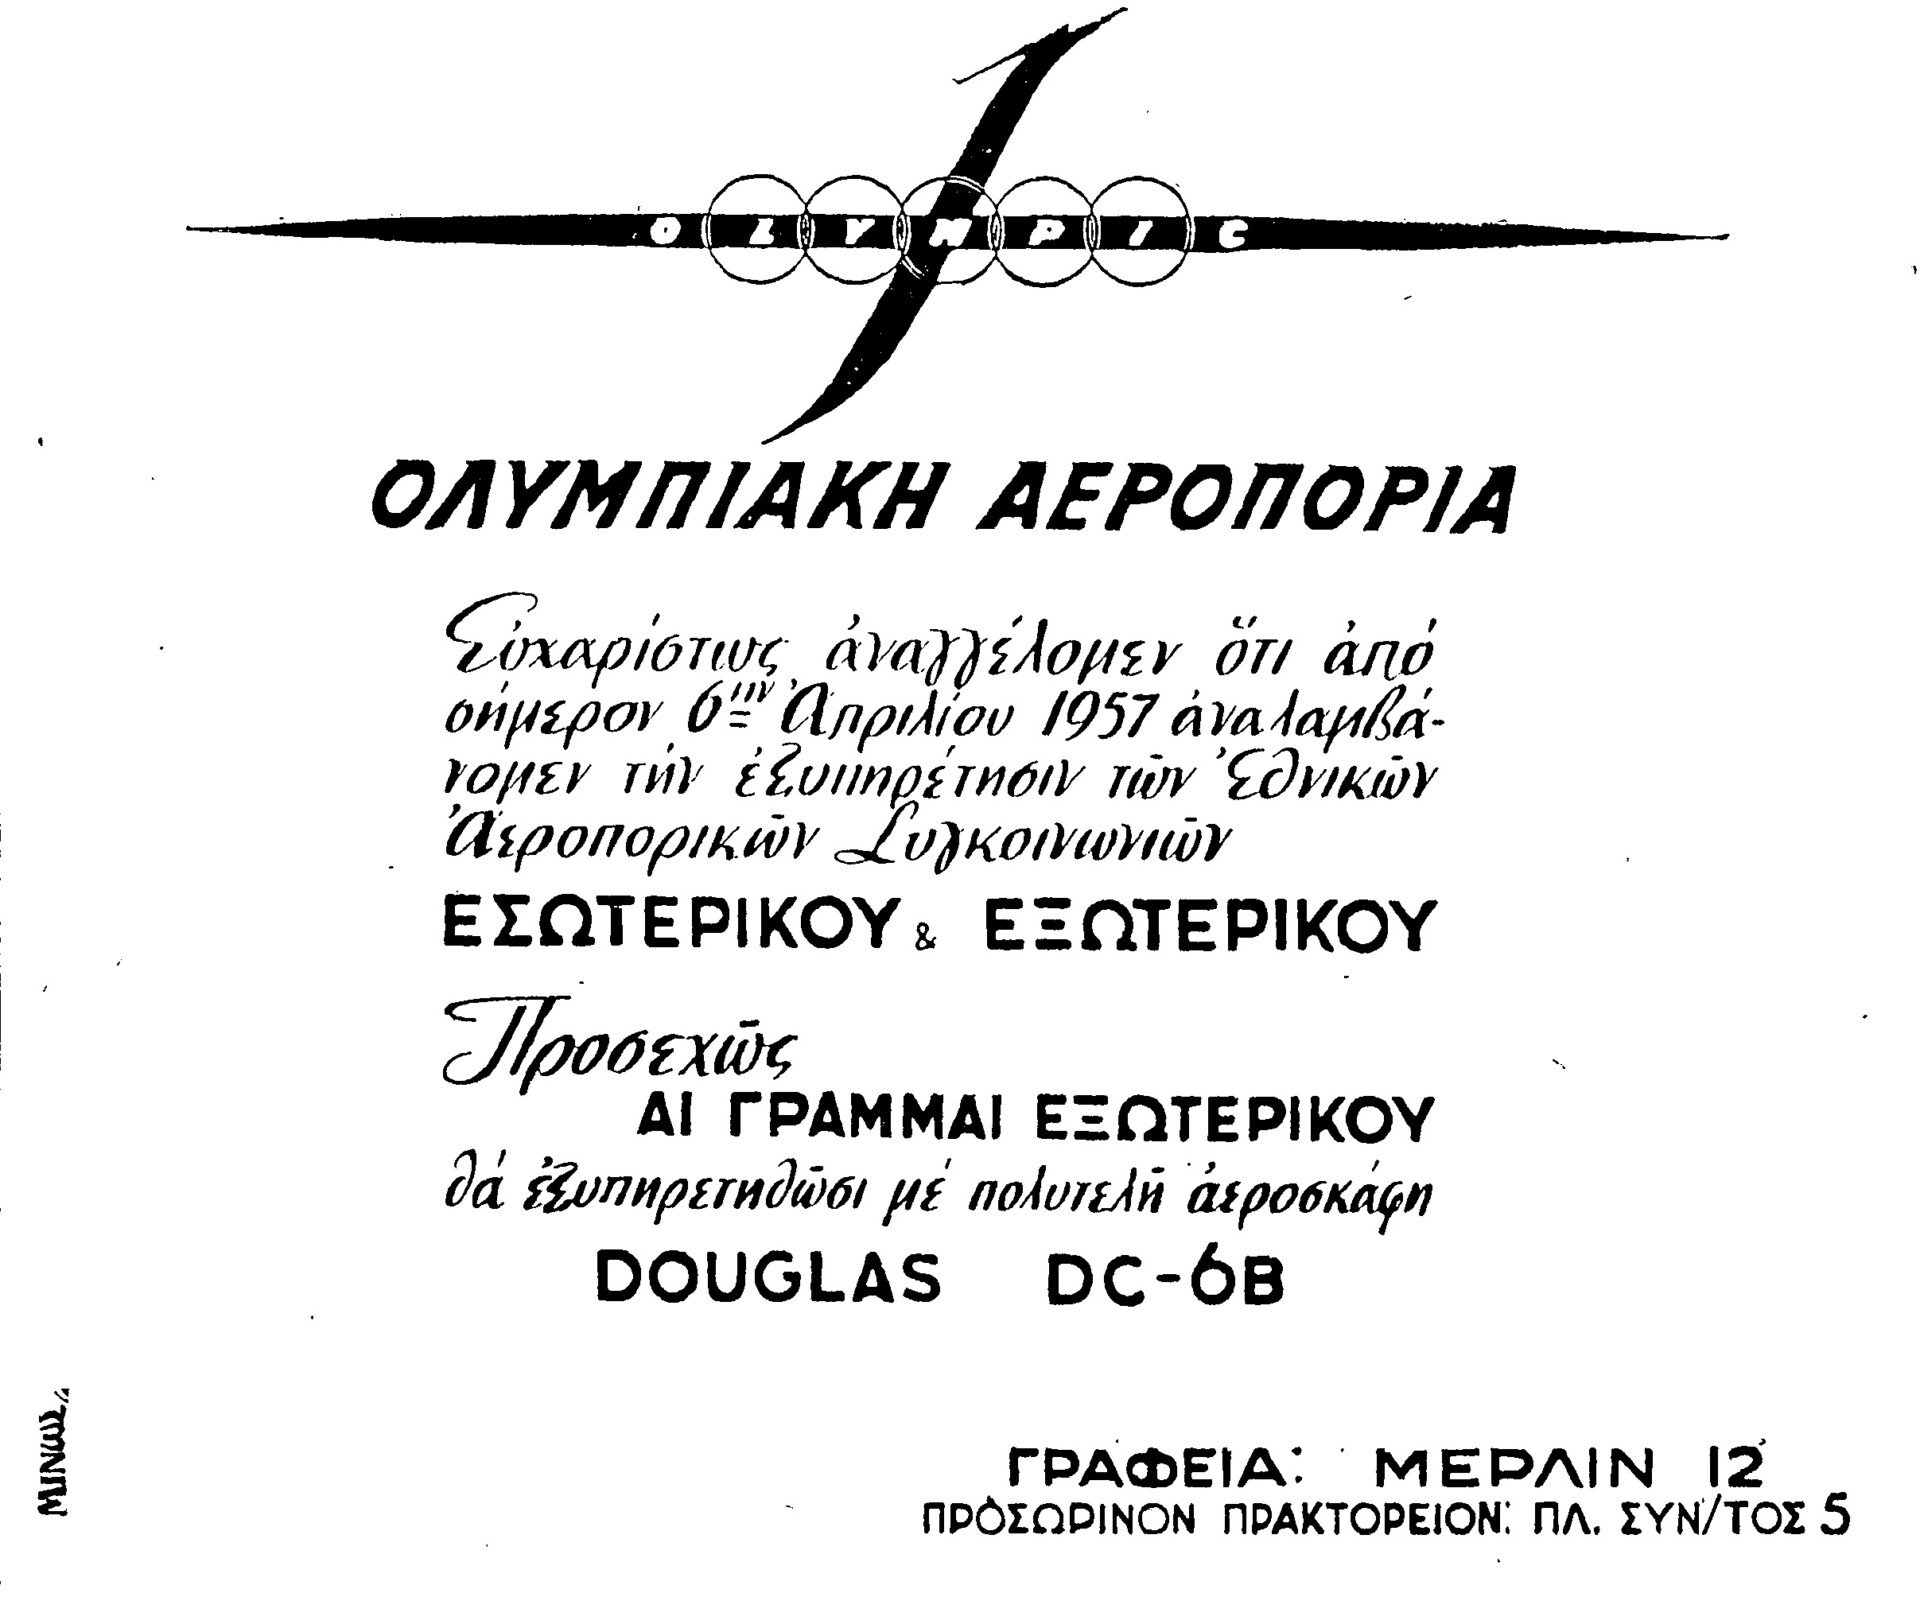 OLYMPIC
ΟΛΥΜΠΙΑΚΗ ΑΕΡΟΠΟΡΙΑ
Εὐχαρίστως ἀναγγέλομεν ὅτι ἀπό
σήμερον 6ην Ἀπριλίου 1957 ἀναλαμβά-
νομεν τήν ἐξυπηρέτησιν τῶν Ἐθνικῶν
Ἀεροπορικῶν Συγκοινωνιῶν
ΕΣΩΤΕΡΙΚΟΥ & ΕΞΩΤΕΡΙΚΟΥ
Προσεχῶς
ΑΙ ΓΡΑΜΜΑΙ ΕΞΩΤΕΡΙΚΟΥ
θά ἐξυπηρετηθῶσι μέ πολυτελῆ ἀεροσκάφη
DOUGLAS DC-6B
ΜΙΝΩΣ
ΓΡΑΦΕΙΑ: ΜΕΡΛΙΝ 12
ΠΡΟΣΩΡΙΝΟΝ ΠΡΑΚΤΟΡΕΙΟΝ: ΠΛ. ΣΥΝ/ΤΟΣ 5